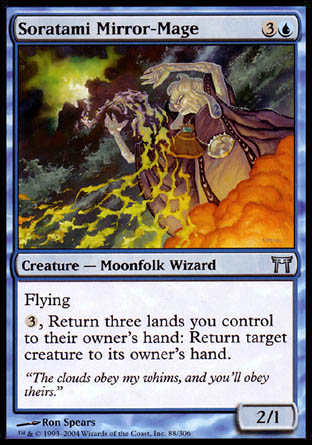 Soratami Mirror-Mage 3
Creature — Moonfolk Wizard
Flying
3, Return three lands you control
to their owner's hand: Return target
creature to its owner's hand.
"The clouds obey my whims, and you'll obey
theirs."
2/1
Ron Spears
™ & © 1993-2004 Wizards of the Coast, Inc. 88/306